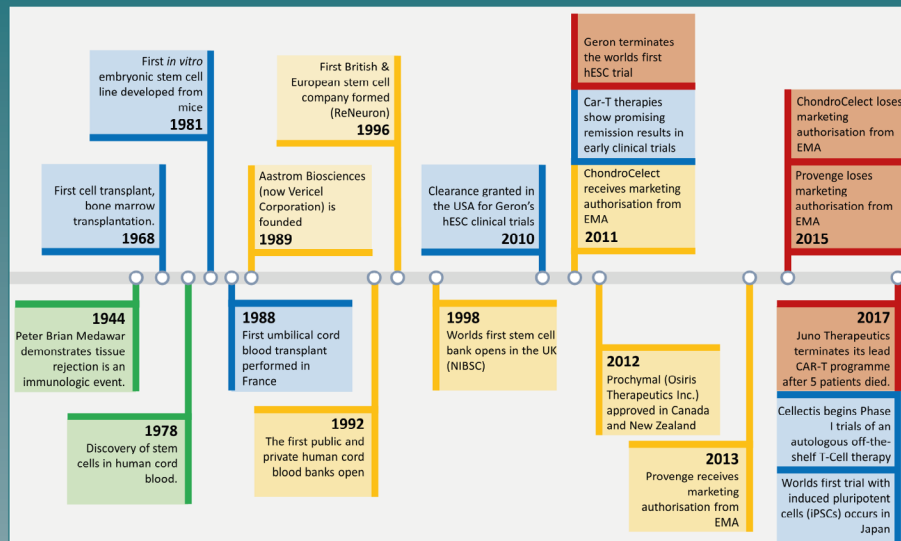 First in vitro
embryonic stem cell
line developed from
mice
1981
First British &
European stem cell
company formed
(ReNeuron)
1996
Geron terminates
the worlds first
hESC trial
Car-T therapies
show promising
remission results in
early clinical trials
ChondroCelect
receives marketing
authorisation from
EMA
2011
ChondroCelect loses
marketing
authorisation from
EMA
Provenge loses
marketing
authorisation from
EMA
2015
First cell transplant,
bone marrow
transplantation.
1968
Aastrom Biosciences
(now Vericel
Corporation) is
founded
1989
Clearance granted in
the USA for Geron's
hESC clinical trials
2010
1944
Peter Brian Medawar
demonstrates tissue
rejection is an
immunologic event.
1978
Discovery of stem
cells in human cord
blood.
1988
First umbilical cord
blood transplant
performed in
France
1992
The first public and
private human cord
blood banks open
1998
Worlds first stem cell
bank opens in the UK
(NIBSC)
2012
Prochymal (Osiris
Therapeutics Inc.)
approved in Canada
and New Zealand
2013
Provenge receives
marketing
authorisation from
EMA
2017
Juno Therapeutics
terminates its lead
CAR-T programme
after 5 patients died.
Cellectis begins Phase
I trials of an
autologous off-the-
shelf T-Cell therapy
Worlds first trial with
induced pluripotent
cells (iPSCs) occurs in
Japan